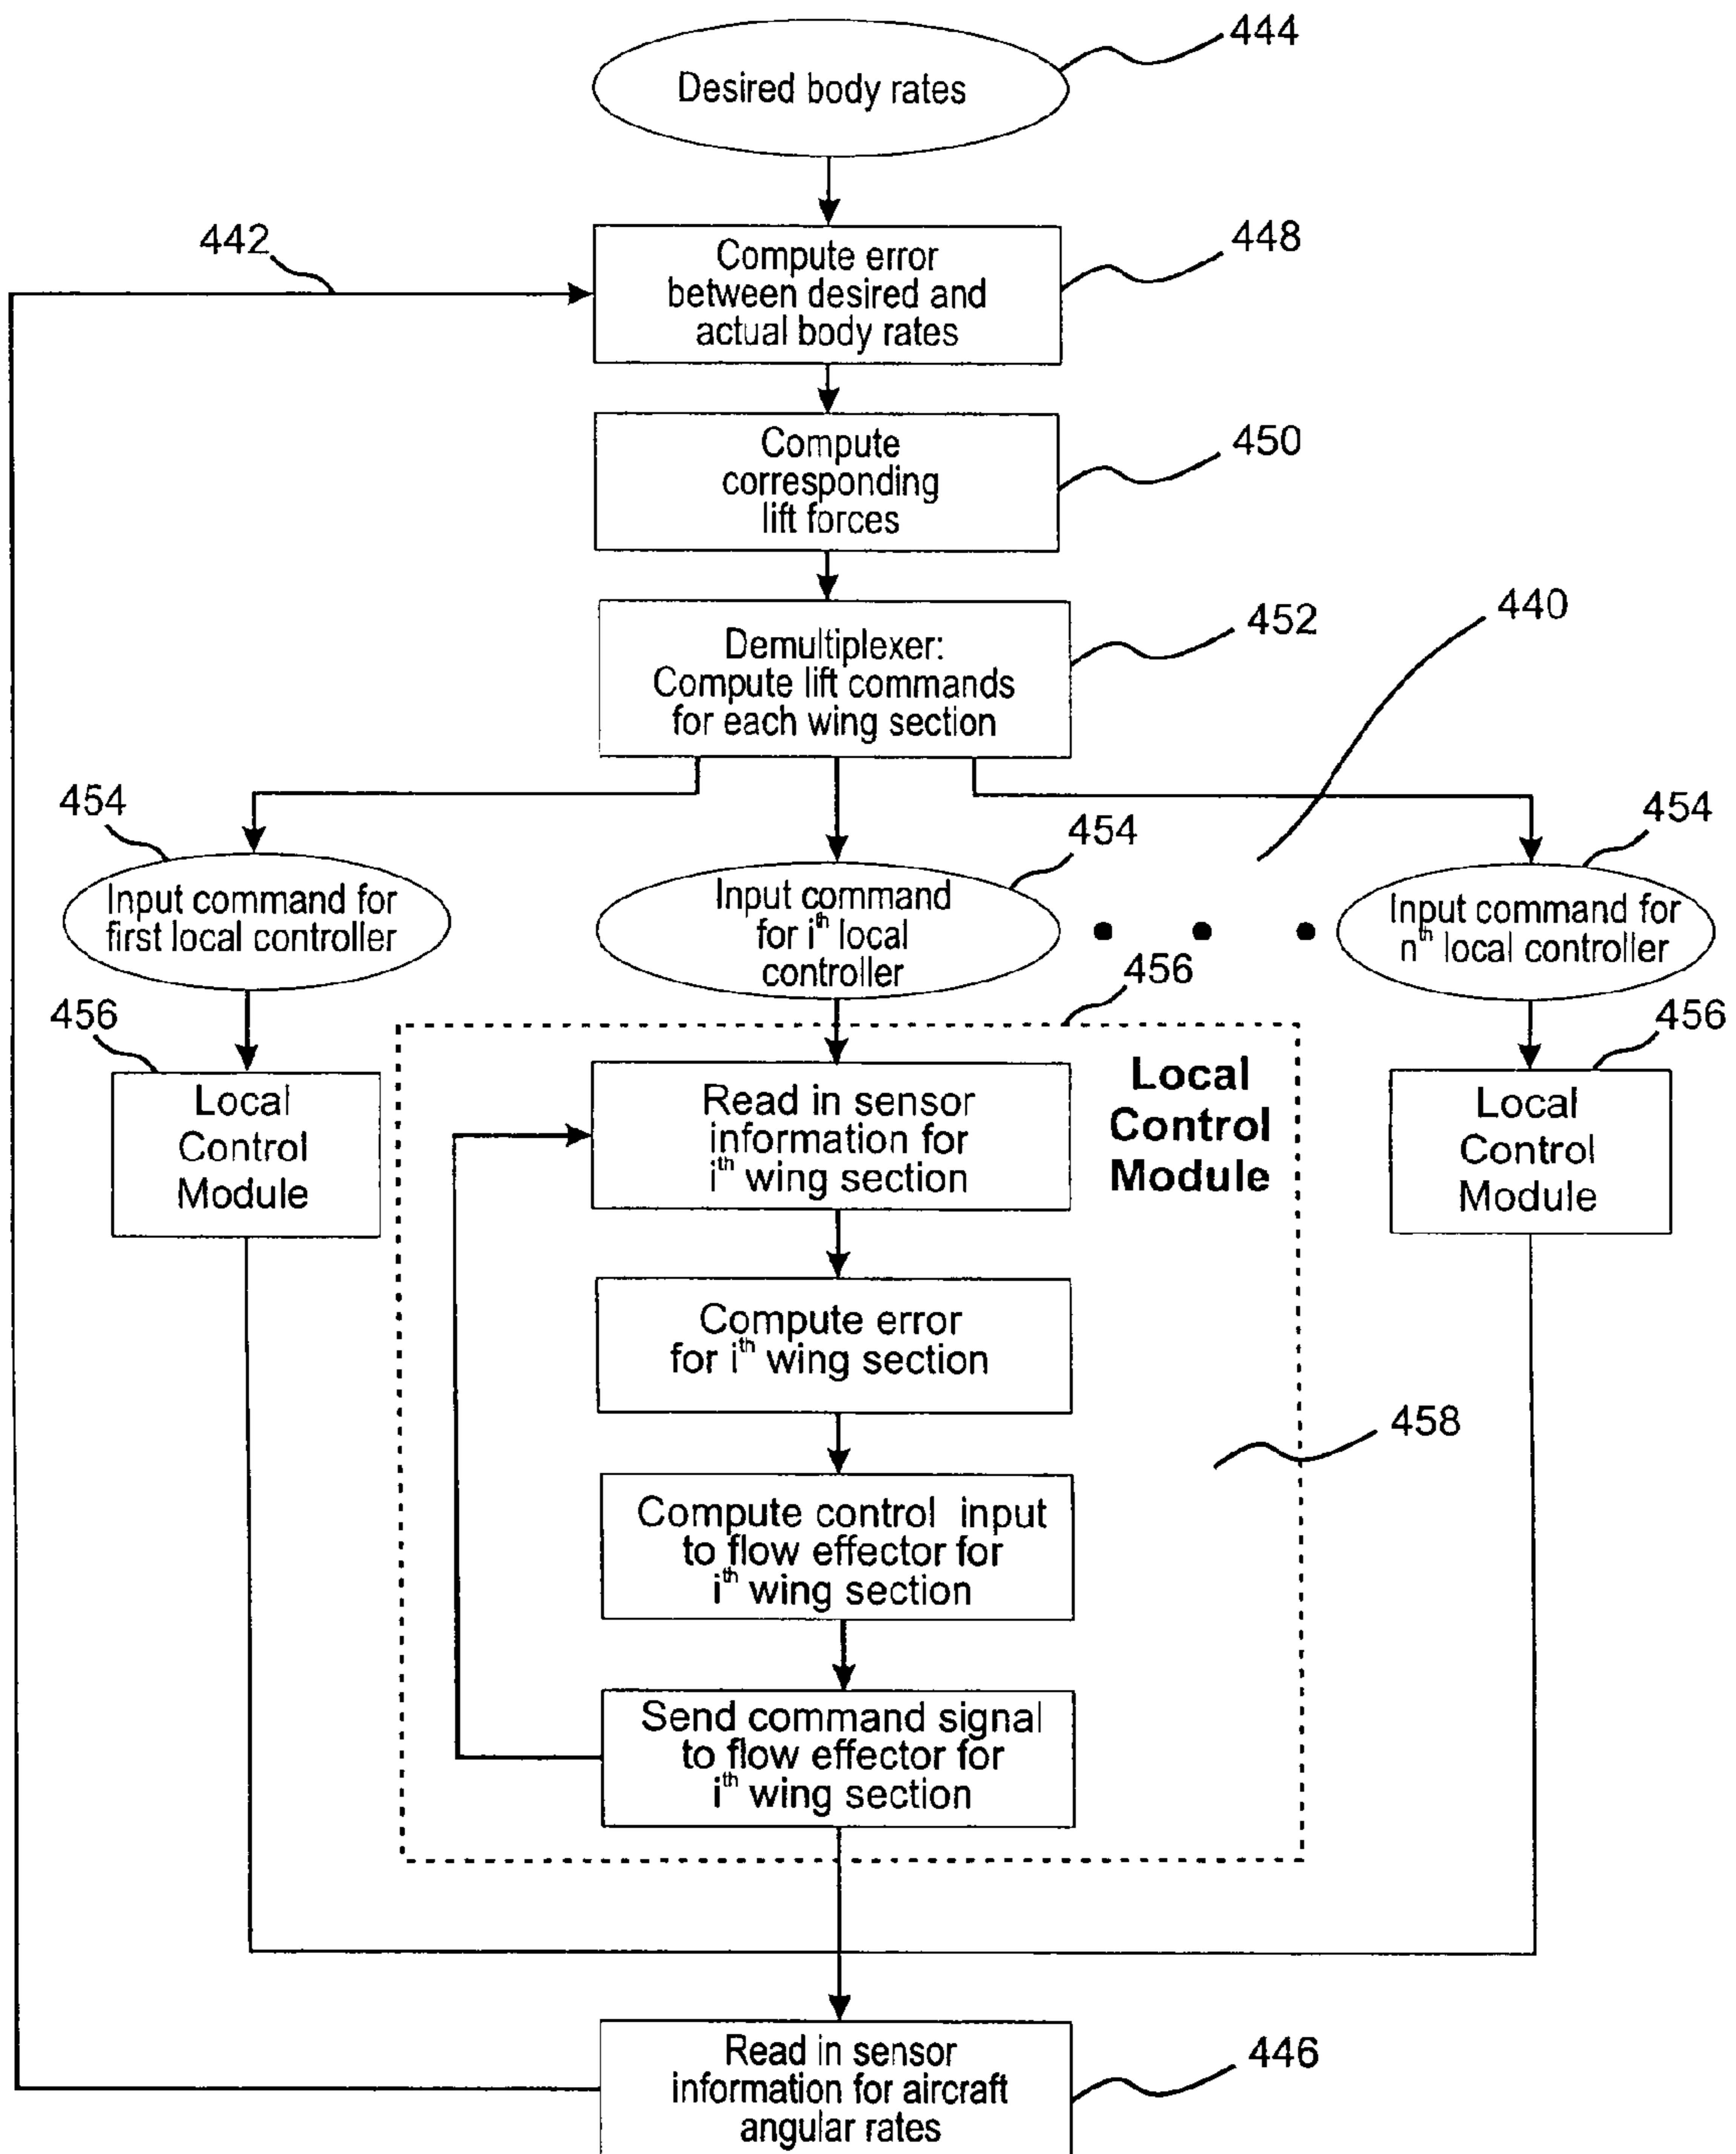 444
Desired body rates
442
448
Compute error
between desired and
actual body rates
450
Compute
corresponding
lift forces
440
452
Demultiplexer:
Compute lift commands
for each wing section
454
454
454
Input command for
first local controller
Input command
for iᵗʰ local
controller
Input command for
nᵗʰ local controller
456
456
456
Local
Control
Module
Local
Control
Module
Read in sensor
information for
iᵗʰ wing section
Local
Control
Module
Compute error
for iᵗʰ wing section
458
Compute control input
to flow effector for
iᵗʰ wing section
Send command signal
to flow effector for
iᵗʰ wing section
446
Read in sensor
information for aircraft
angular rates